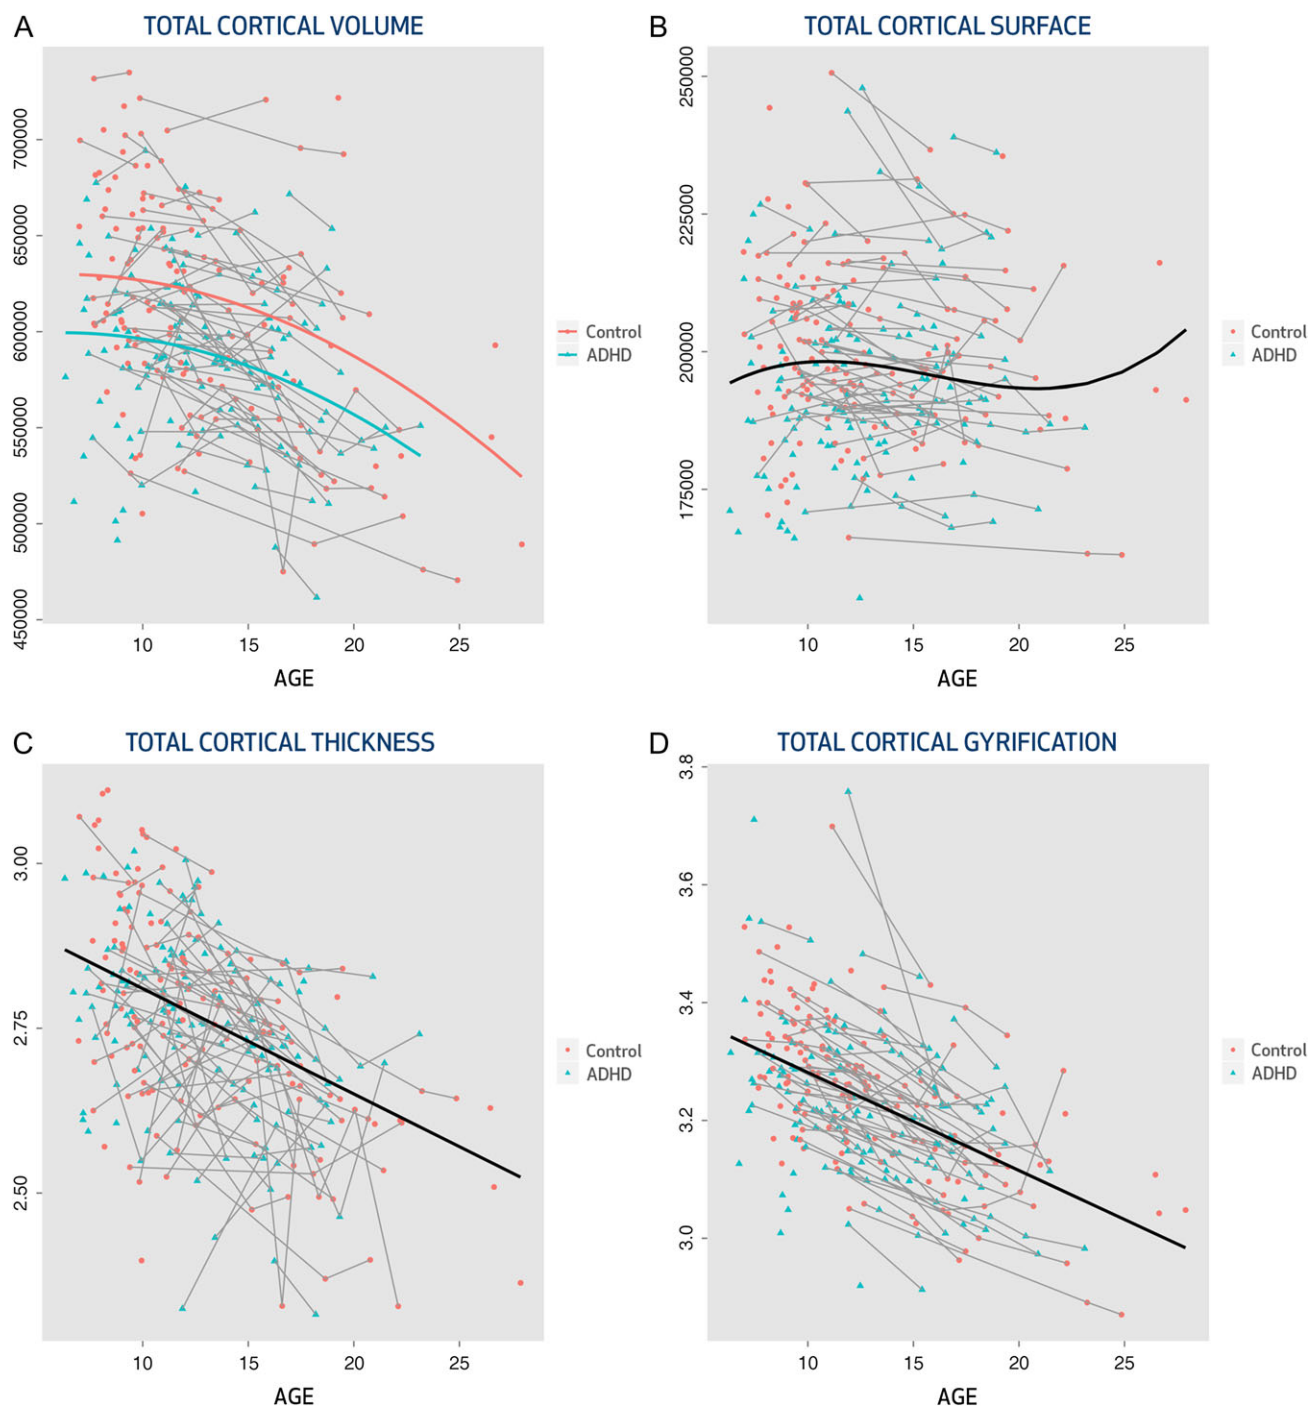 A
TOTAL CORTICAL VOLUME
700000
650000
600000
550000
500000
450000
10 15 20 25
AGE
Control
ADHD
B
TOTAL CORTICAL SURFACE
250000
225000
200000
175000
10 15 20 25
AGE
Control
ADHD
C
TOTAL CORTICAL THICKNESS
3.00
2.75
2.50
10 15 20 25
AGE
Control
ADHD
D
TOTAL CORTICAL GYRIFICATION
3.8
3.6
3.4
3.2
3.0
10 15 20 25
AGE
Control
ADHD